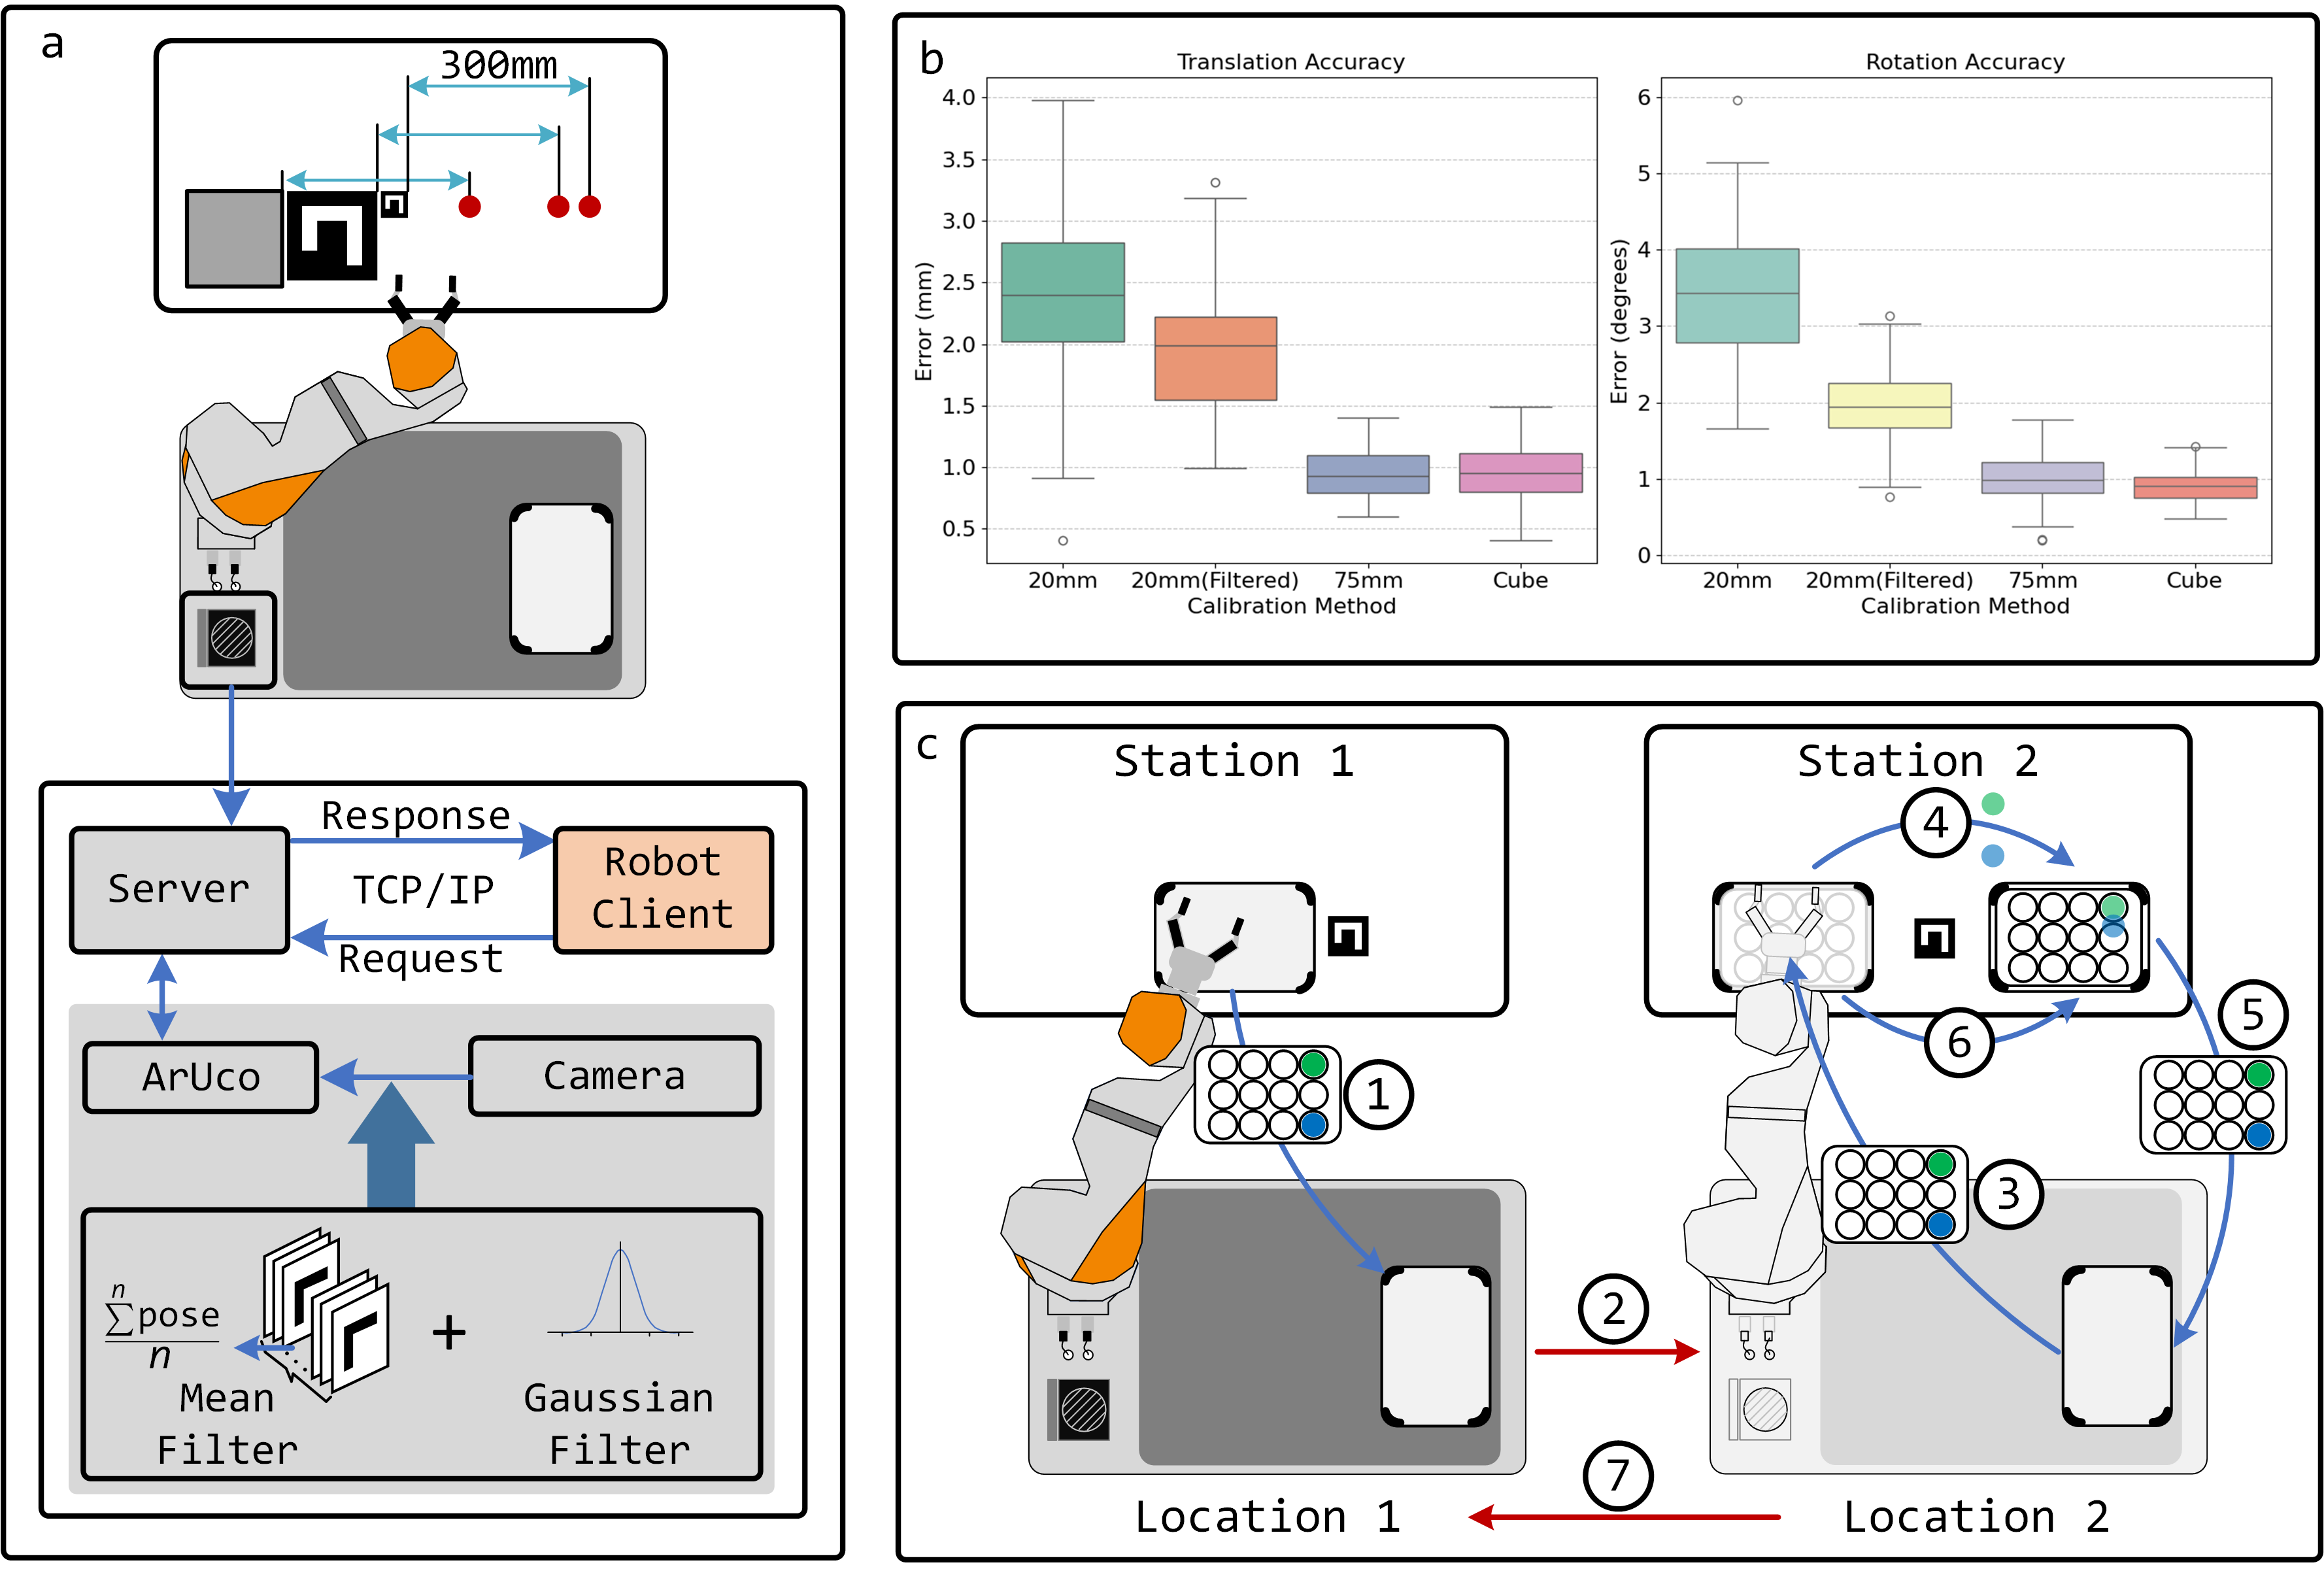 a
300mm
Response
Server
TCP/IP
Robot
Client
Request
ArUco
Camera
n
∑pose
n
+
Mean
Filter
Gaussian
Filter
b
Translation Accuracy
Error (mm)
4.0
3.5
3.0
2.5
2.0
1.5
1.0
0.5
20mm
20mm(Filtered)
75mm
Cube
Calibration Method
Rotation Accuracy
Error (degrees)
6
5
4
3
2
1
0
20mm
20mm(Filtered)
75mm
Cube
Calibration Method
c
Station 1
Station 2
4
5
6
1
3
2
7
Location 1
Location 2